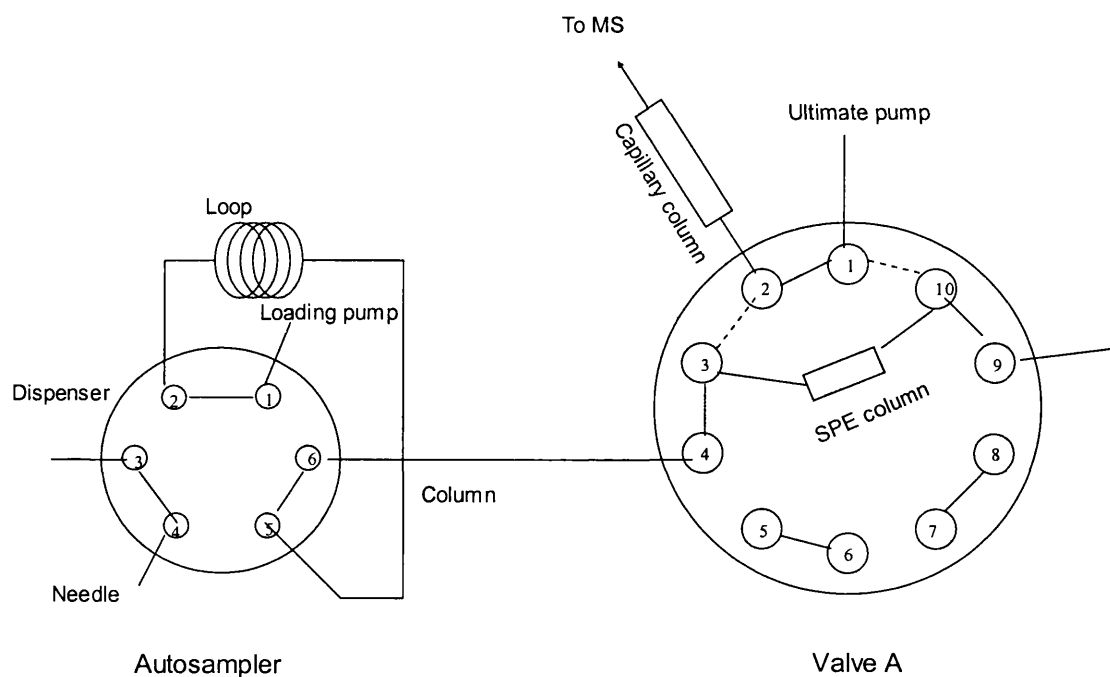 To MS
Ultimate pump
Capillary column
Loop
Loading pump
Dispenser
2
1
3
6
4
5
Column
Needle
Autosampler
1
2
10
3
9
SPE column
4
8
5
6
7
Valve A